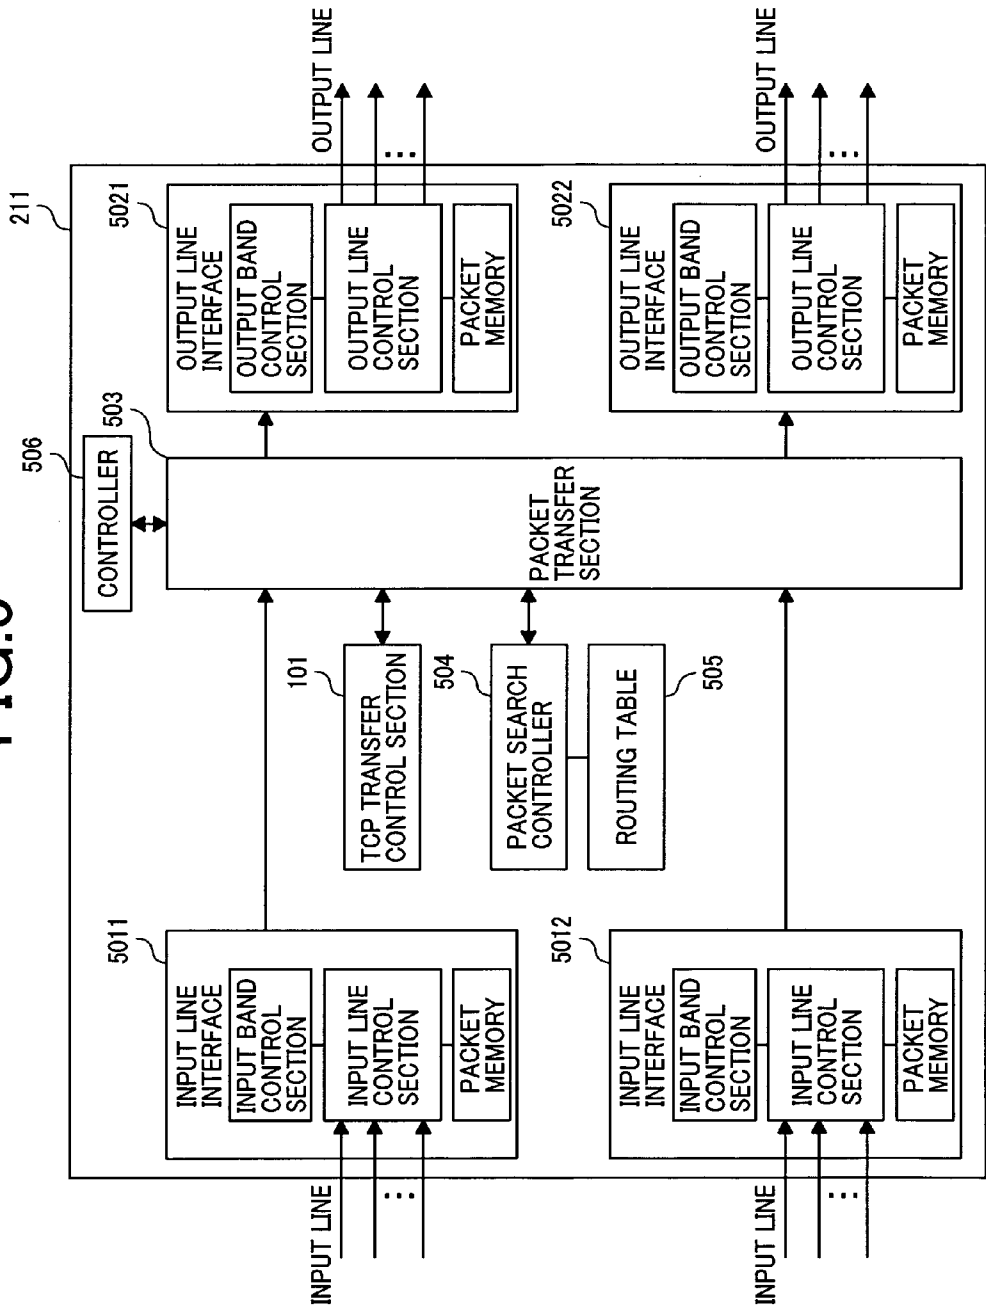 211
506
CONTROLLER
503
5011
INPUT LINE
INTERFACE
INPUT BAND
CONTROL
SECTION
INPUT LINE
CONTROL
SECTION
PACKET
MEMORY
INPUT LINE
...
101
TCP TRANSFER
CONTROL SECTION
504
PACKET SEARCH
CONTROLLER
505
ROUTING TABLE
PACKET
TRANSFER
SECTION
5021
OUTPUT LINE
INTERFACE
OUTPUT BAND
CONTROL
SECTION
OUTPUT LINE
CONTROL
SECTION
PACKET
MEMORY
OUTPUT LINE
...
5012
INPUT LINE
INTERFACE
INPUT BAND
CONTROL
SECTION
INPUT LINE
CONTROL
SECTION
PACKET
MEMORY
INPUT LINE
...
5022
OUTPUT LINE
INTERFACE
OUTPUT BAND
CONTROL
SECTION
OUTPUT LINE
CONTROL
SECTION
PACKET
MEMORY
OUTPUT LINE
...